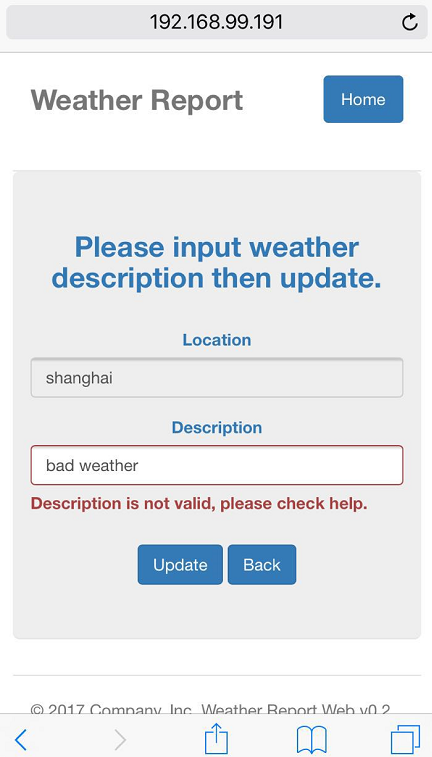 192.168.99.191
Weather Report
Home
Please input weather
description then update.
Location
shanghai
Description
bad weather
Description is not valid, please check help.
Update
Back
© 2017 Company, Inc. Weather Report Web v0.2